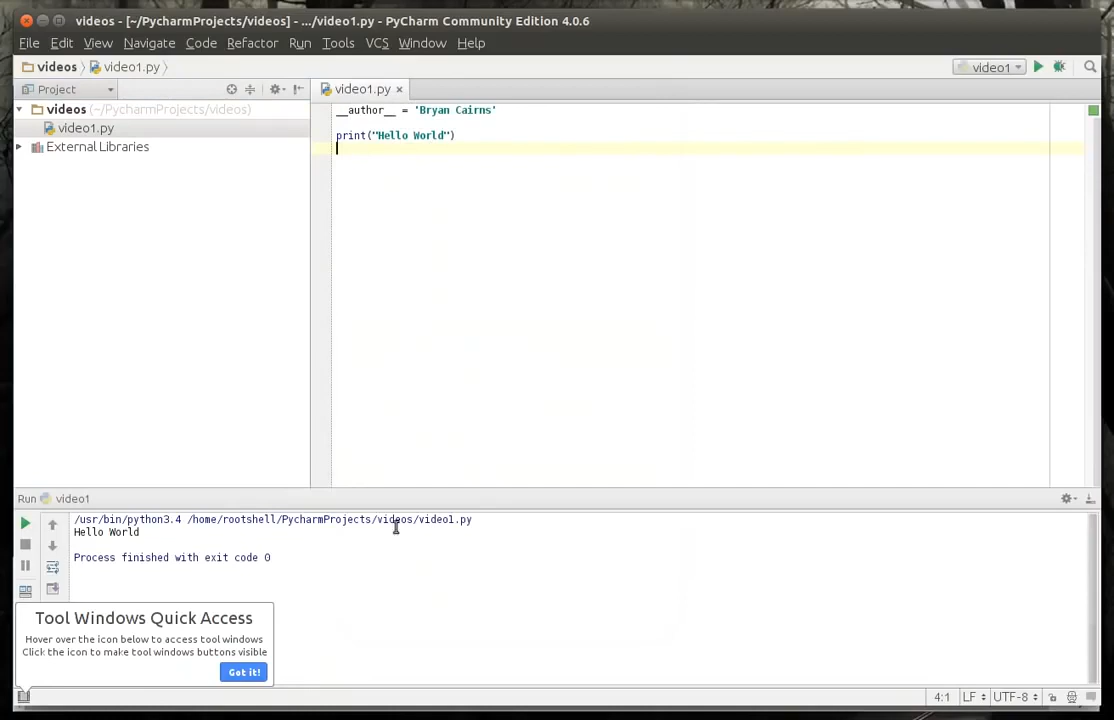 videos - [~/PycharmProjects/videos] - .../video1.py - PyCharm Community Edition 4.0.6
File Edit View Navigate Code Refactor Run Tools VCS Window Help
videos video1.py video1
Project video1.py
videos (~/PycharmProjects/videos)
video1.py
External Libraries
__author__ = 'Bryan Cairns'
print("Hello World")
Run video1
/usr/bin/python3.4 /home/rootshell/PycharmProjects/videos/video1.py
Hello World
Process finished with exit code 0
Tool Windows Quick Access
Hover over the icon below to access tool windows
Click the icon to make tool windows buttons visible
Got it!
4:1 LF UTF-8